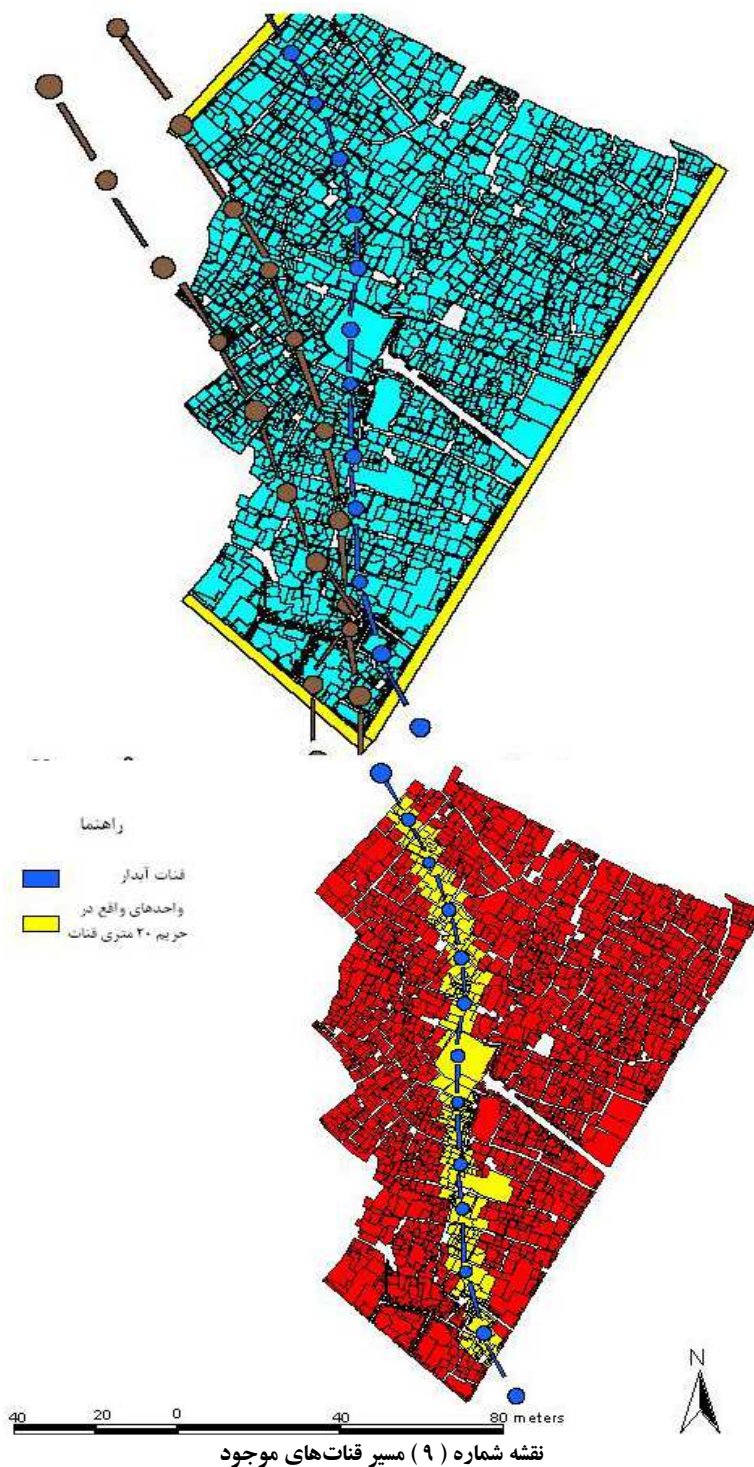 راهنما
قنات آبدار
واحدهای واقع در
حریم ۲۰ متری قنات
N
40 20 0 40 80 meters
نقشه شماره ( ۹ ) مسیر قنات‌های موجود